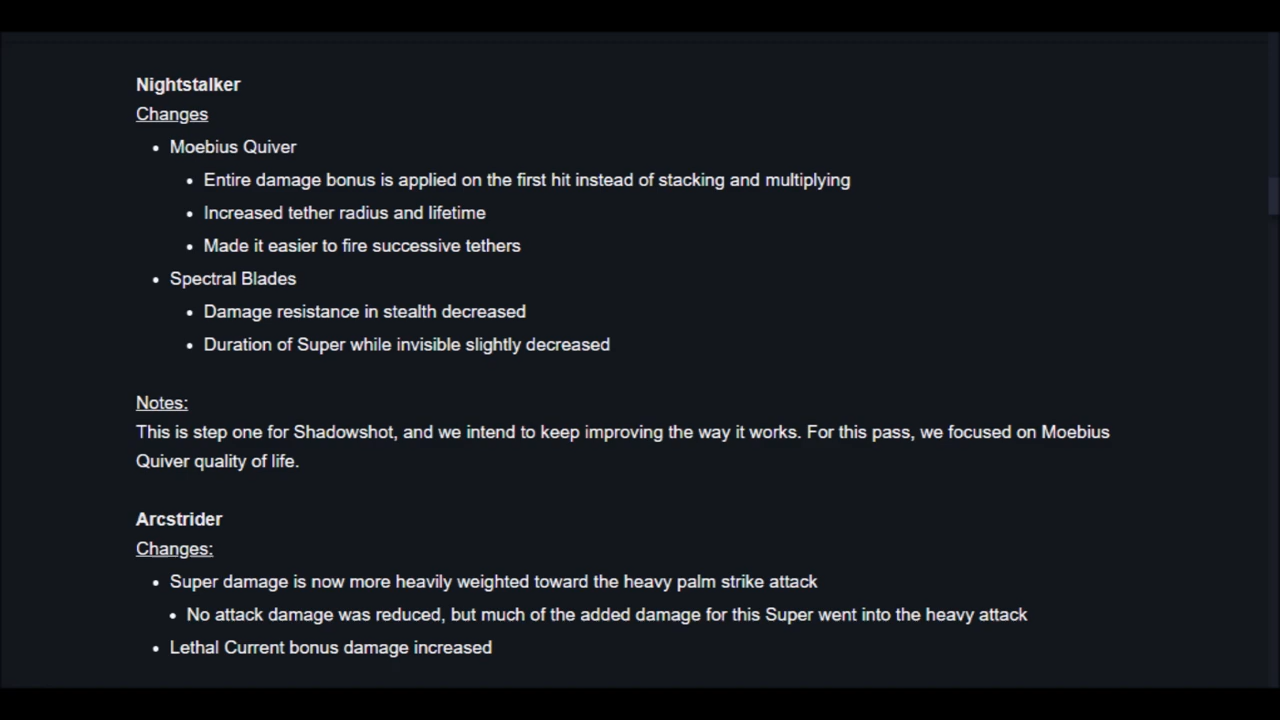 Nightstalker
Changes
• Moebius Quiver
• Entire damage bonus is applied on the first hit instead of stacking and multiplying
• Increased tether radius and lifetime
• Made it easier to fire successive tethers
• Spectral Blades
• Damage resistance in stealth decreased
• Duration of Super while invisible slightly decreased
Notes:
This is step one for Shadowshot, and we intend to keep improving the way it works. For this pass, we focused on Moebius
Quiver quality of life.
Arcstrider
Changes:
• Super damage is now more heavily weighted toward the heavy palm strike attack
• No attack damage was reduced, but much of the added damage for this Super went into the heavy attack
• Lethal Current bonus damage increased